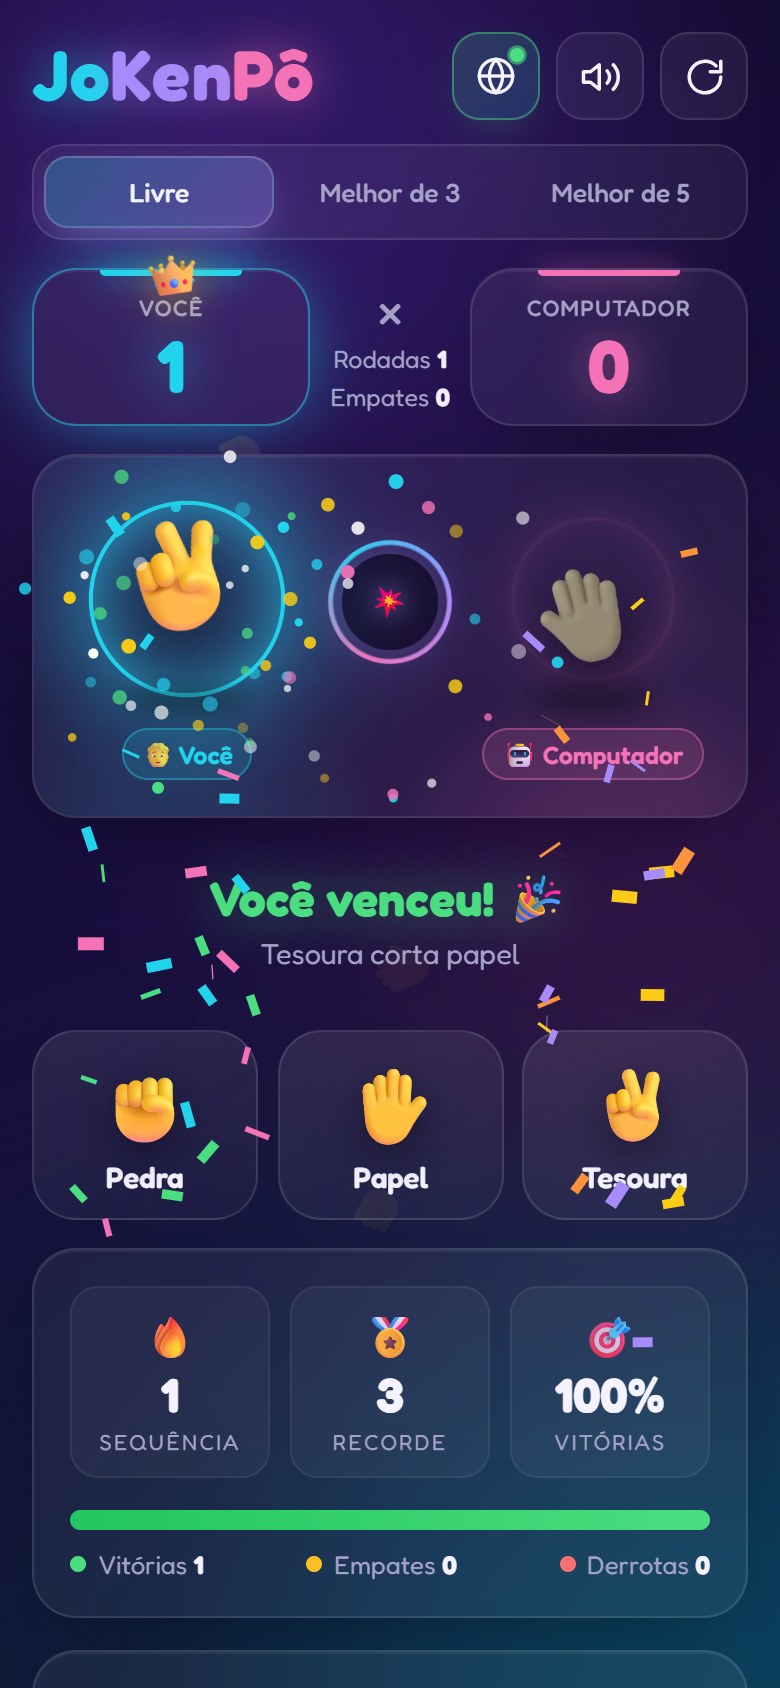 JoKenPô
Livre
Melhor de 3
Melhor de 5
VOCÊ
1
×
Rodadas 1
Empates 0
COMPUTADOR
0
Você
Computador
Você venceu!
Tesoura corta papel
Pedra
Papel
Tesoura
1
SEQUÊNCIA
3
RECORDE
100%
VITÓRIAS
Vitórias 1
Empates 0
Derrotas 0